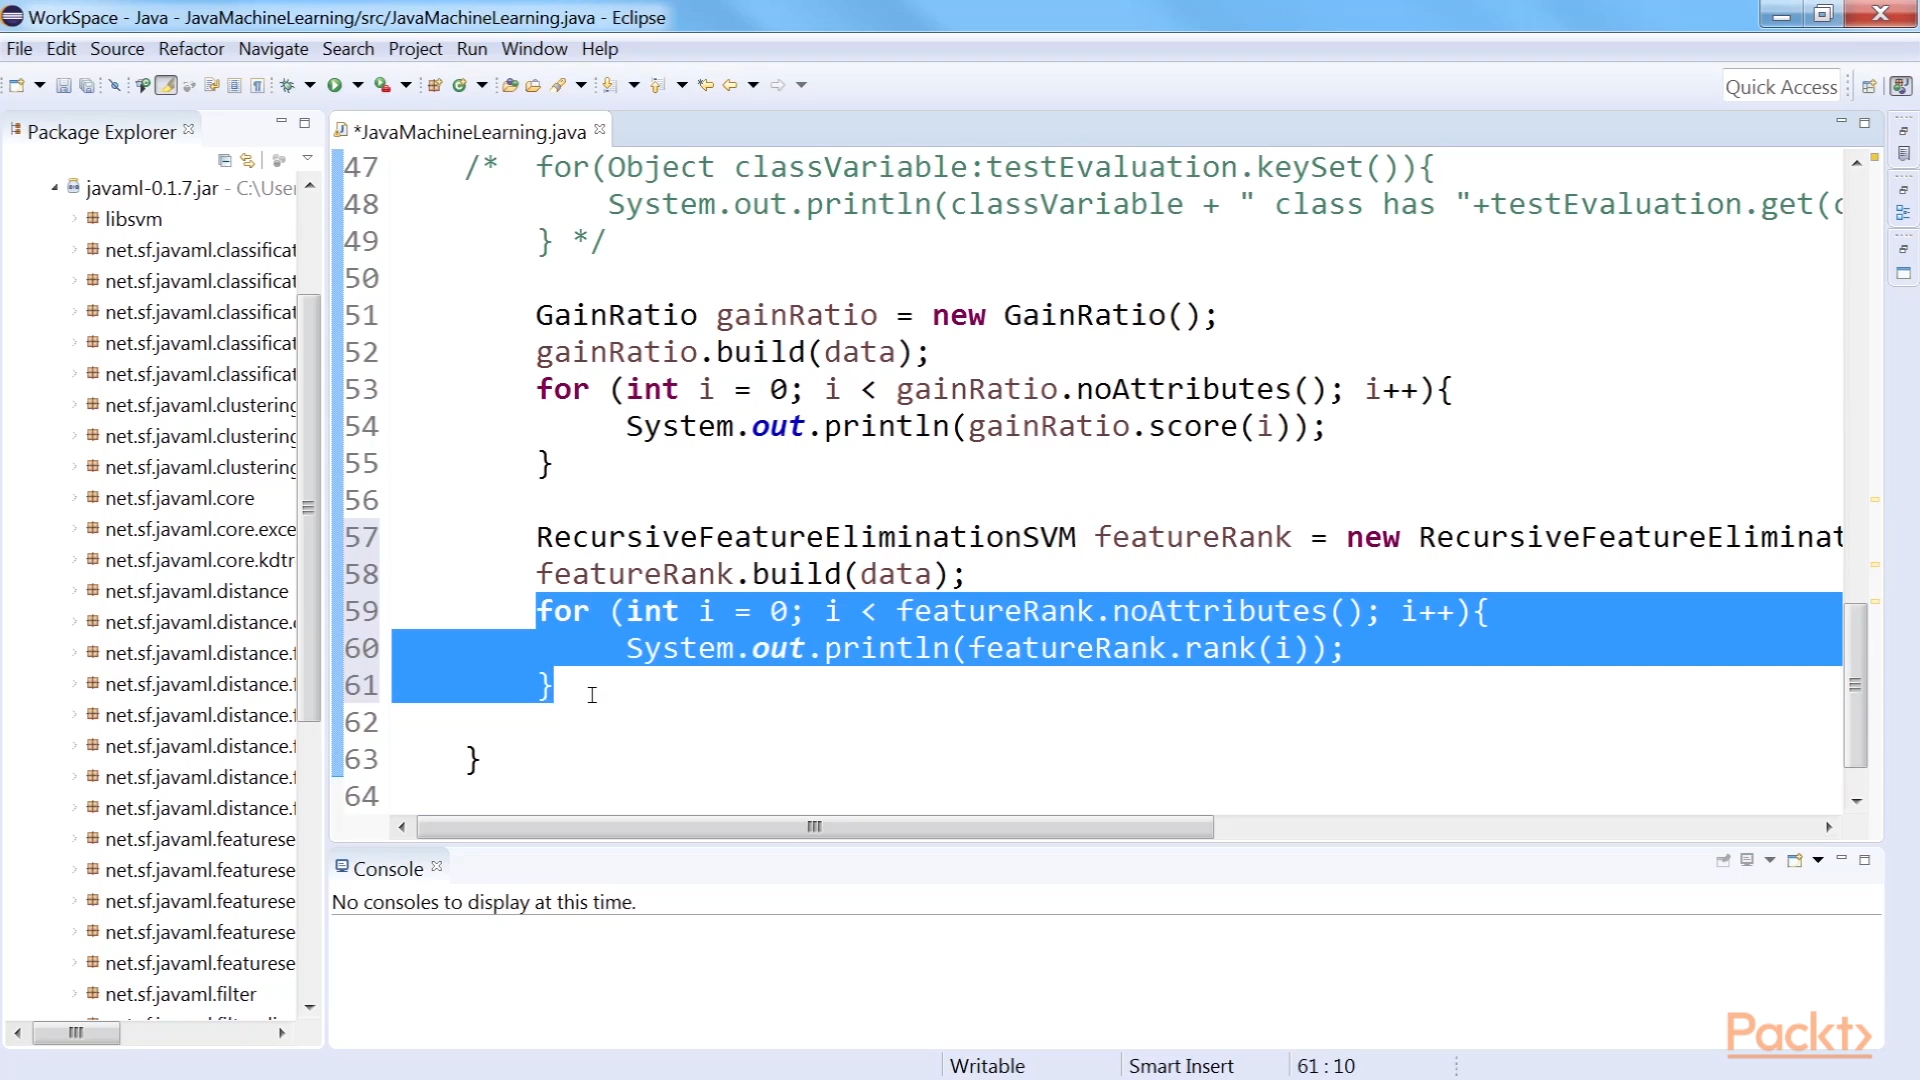 WorkSpace - Java - JavaMachineLearning/src/JavaMachineLearning.java - Eclipse
File Edit Source Refactor Navigate Search Project Run Window Help
Quick Access
Package Explorer
javaml-0.1.7.jar - C:\User
libsvm
net.sf.javaml.classificat
net.sf.javaml.classificat
net.sf.javaml.classificat
net.sf.javaml.classificat
net.sf.javaml.classificat
net.sf.javaml.clustering
net.sf.javaml.clustering
net.sf.javaml.clustering
net.sf.javaml.core
net.sf.javaml.core.exce
net.sf.javaml.core.kdtr
net.sf.javaml.distance
net.sf.javaml.distance.
net.sf.javaml.distance.f
net.sf.javaml.distance.f
net.sf.javaml.distance.f
net.sf.javaml.distance.f
net.sf.javaml.distance.f
net.sf.javaml.distance.f
net.sf.javaml.featurese
net.sf.javaml.featurese
net.sf.javaml.featurese
net.sf.javaml.featurese
net.sf.javaml.featurese
net.sf.javaml.filter
*JavaMachineLearning.java
47 /* for(Object classVariable:testEvaluation.keySet()){
48 System.out.println(classVariable + " class has "+testEvaluation.get(c
49 } */
50
51 GainRatio gainRatio = new GainRatio();
52 gainRatio.build(data);
53 for (int i = 0; i < gainRatio.noAttributes(); i++){
54 System.out.println(gainRatio.score(i));
55 }
56
57 RecursiveFeatureEliminationSVM featureRank = new RecursiveFeatureEliminat
58 featureRank.build(data);
59 for (int i = 0; i < featureRank.noAttributes(); i++){
60 System.out.println(featureRank.rank(i));
61 }
62
63 }
64
Console
No consoles to display at this time.
Packt>
Writable Smart Insert 61 : 10